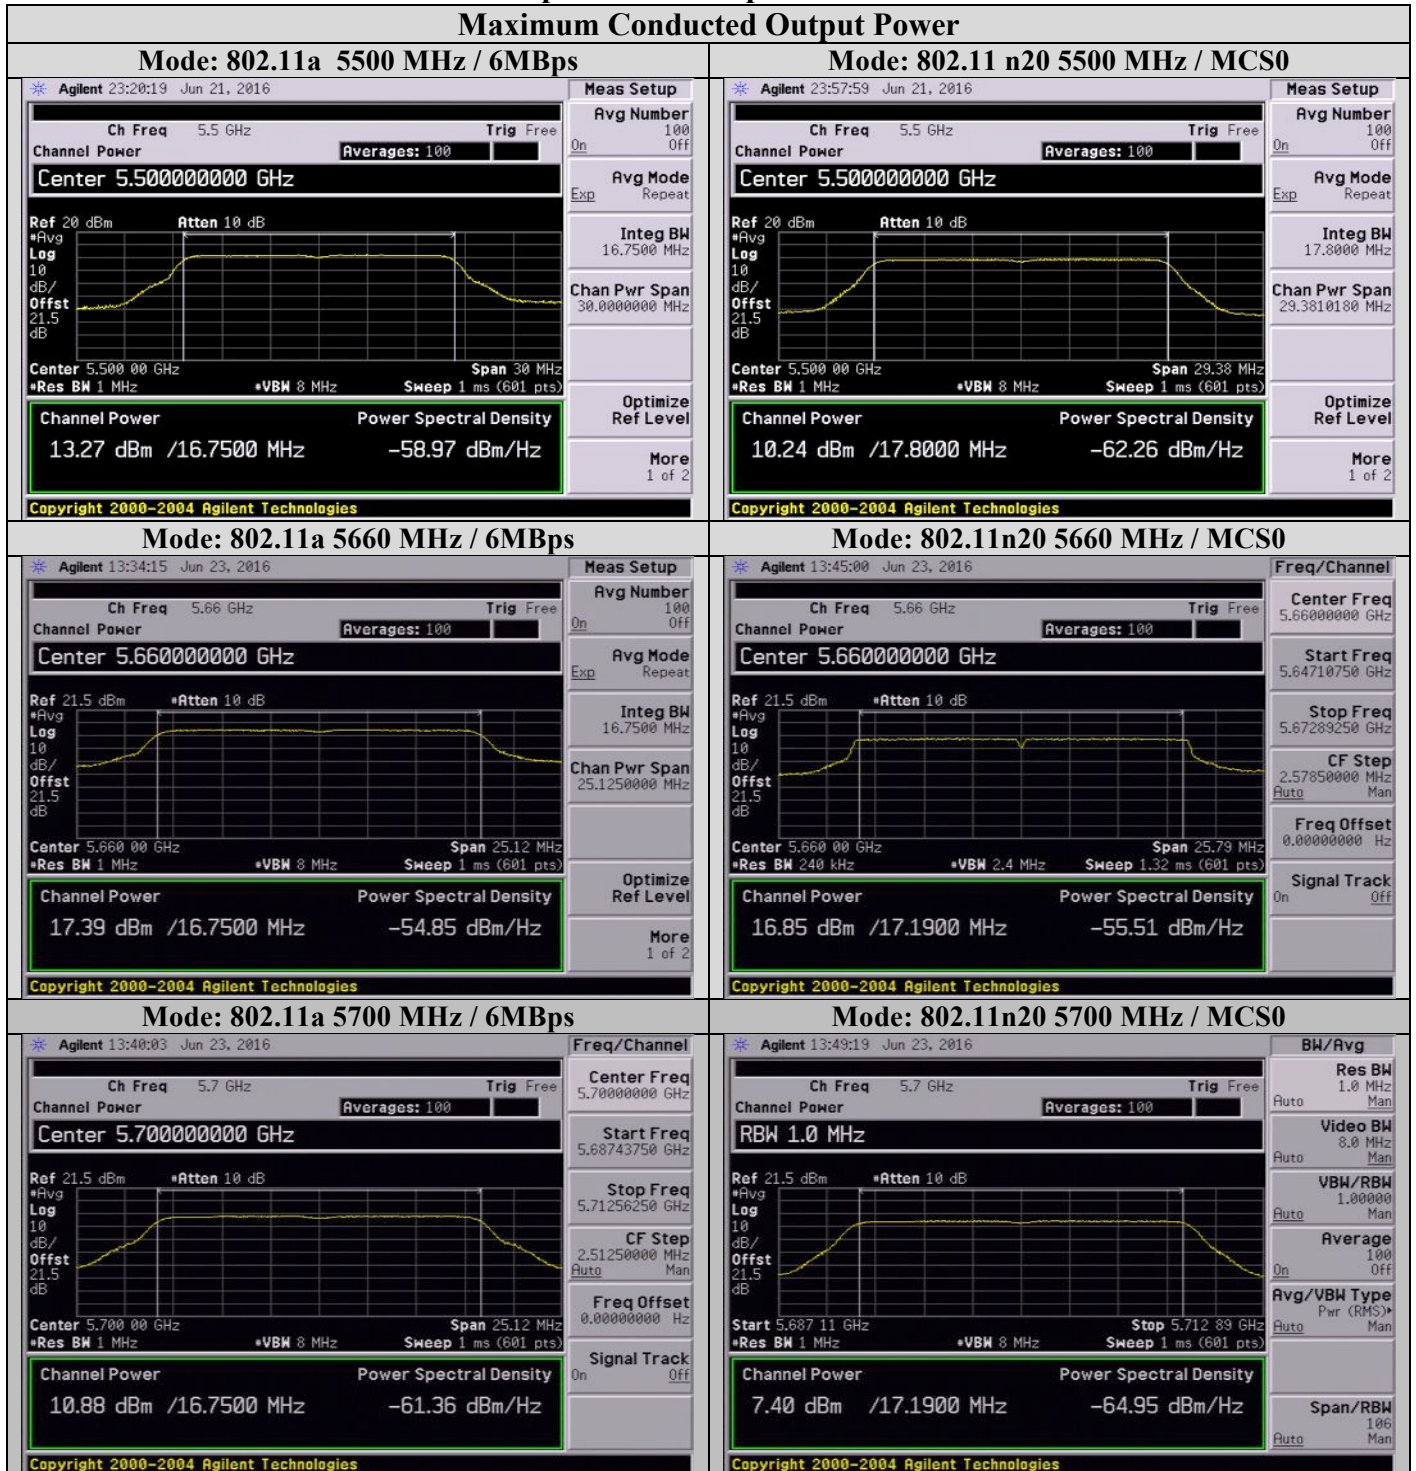 Maximum Conducted Output Power
Mode: 802.11a 5500 MHz / 6MBps
Agilent 23:20:19 Jun 21, 2016
Meas Setup
Ch Freq 5.5 GHz Trig Free
Channel Power Averages: 100
Center 5.500000000 GHz
Ref 20 dBm Atten 10 dB
#Avg
Log
10
dB/
Offst
21.5
dB
Center 5.500 00 GHz Span 30 MHz
#Res BW 1 MHz #VBW 8 MHz Sweep 1 ms (601 pts)
Channel Power Power Spectral Density
13.27 dBm /16.7500 MHz -58.97 dBm/Hz
Copyright 2000-2004 Agilent Technologies
Avg Number
100
On Off
Avg Mode
Exp Repeat
Integ BW
16.7500 MHz
Chan Pwr Span
30.0000000 MHz
Optimize
Ref Level
More
1 of 2
Mode: 802.11 n20 5500 MHz / MCS0
Agilent 23:57:59 Jun 21, 2016
Meas Setup
Ch Freq 5.5 GHz Trig Free
Channel Power Averages: 100
Center 5.500000000 GHz
Ref 20 dBm Atten 10 dB
#Avg
Log
10
dB/
Offst
21.5
dB
Center 5.500 00 GHz Span 29.38 MHz
#Res BW 1 MHz #VBW 8 MHz Sweep 1 ms (601 pts)
Channel Power Power Spectral Density
10.24 dBm /17.8000 MHz -62.26 dBm/Hz
Copyright 2000-2004 Agilent Technologies
Avg Number
100
On Off
Avg Mode
Exp Repeat
Integ BW
17.8000 MHz
Chan Pwr Span
29.3810180 MHz
Optimize
Ref Level
More
1 of 2
Mode: 802.11a 5660 MHz / 6MBps
Agilent 13:34:15 Jun 23, 2016
Meas Setup
Ch Freq 5.66 GHz Trig Free
Channel Power Averages: 100
Center 5.660000000 GHz
Ref 21.5 dBm #Atten 10 dB
#Avg
Log
10
dB/
Offst
21.5
dB
Center 5.660 00 GHz Span 25.12 MHz
#Res BW 1 MHz #VBW 8 MHz Sweep 1 ms (601 pts)
Channel Power Power Spectral Density
17.39 dBm /16.7500 MHz -54.85 dBm/Hz
Copyright 2000-2004 Agilent Technologies
Avg Number
100
On Off
Avg Mode
Exp Repeat
Integ BW
16.7500 MHz
Chan Pwr Span
25.1250000 MHz
Optimize
Ref Level
More
1 of 2
Mode: 802.11n20 5660 MHz / MCS0
Agilent 13:45:00 Jun 23, 2016
Freq/Channel
Ch Freq 5.66 GHz Trig Free
Channel Power Averages: 100
Center 5.660000000 GHz
Ref 21.5 dBm #Atten 10 dB
#Avg
Log
10
dB/
Offst
21.5
dB
Center 5.660 00 GHz Span 25.79 MHz
#Res BW 240 kHz #VBW 2.4 MHz Sweep 1.32 ms (601 pts)
Channel Power Power Spectral Density
16.85 dBm /17.1900 MHz -55.51 dBm/Hz
Copyright 2000-2004 Agilent Technologies
Center Freq
5.66000000 GHz
Start Freq
5.64710750 GHz
Stop Freq
5.67289250 GHz
CF Step
2.57850000 MHz
Auto Man
Freq Offset
0.00000000 Hz
Signal Track
On Off
Mode: 802.11a 5700 MHz / 6MBps
Agilent 13:40:03 Jun 23, 2016
Freq/Channel
Ch Freq 5.7 GHz Trig Free
Channel Power Averages: 100
Center 5.700000000 GHz
Ref 21.5 dBm #Atten 10 dB
#Avg
Log
10
dB/
Offst
21.5
dB
Center 5.700 00 GHz Span 25.12 MHz
#Res BW 1 MHz #VBW 8 MHz Sweep 1 ms (601 pts)
Channel Power Power Spectral Density
10.88 dBm /16.7500 MHz -61.36 dBm/Hz
Copyright 2000-2004 Agilent Technologies
Center Freq
5.70000000 GHz
Start Freq
5.68743750 GHz
Stop Freq
5.71256250 GHz
CF Step
2.51250000 MHz
Auto Man
Freq Offset
0.00000000 Hz
Signal Track
On Off
Mode: 802.11n20 5700 MHz / MCS0
Agilent 13:49:19 Jun 23, 2016
BW/Avg
Ch Freq 5.7 GHz Trig Free
Channel Power Averages: 100
RBW 1.0 MHz
Ref 21.5 dBm #Atten 10 dB
#Avg
Log
10
dB/
Offst
21.5
dB
Start 5.687 11 GHz Stop 5.712 89 GHz
#Res BW 1 MHz #VBW 8 MHz Sweep 1 ms (601 pts)
Channel Power Power Spectral Density
7.40 dBm /17.1900 MHz -64.95 dBm/Hz
Copyright 2000-2004 Agilent Technologies
Res BW
1.0 MHz
Auto Man
Video BW
8.0 MHz
Auto Man
VBW/RBW
1.00000
Auto Man
Average
100
On Off
Avg/VBW Type
Pwr (RMS)▸
Auto Man
Span/RBW
106
Auto Man